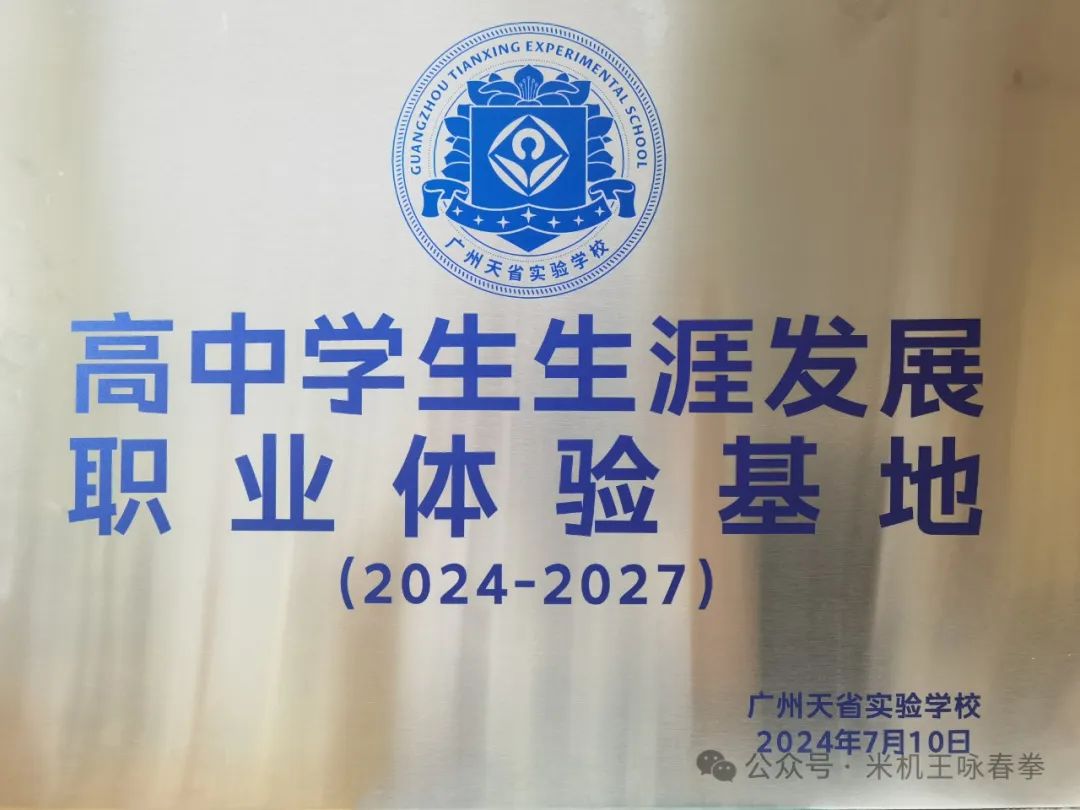 GUANGZHOU TIANXING EXPERIMENTAL SCHOOL
广州天省实验学校
高中学生生涯发展
职业体验基地
(2024-2027)
广州天省实验学校
2024年7月10日
公众号·米机王咏春拳